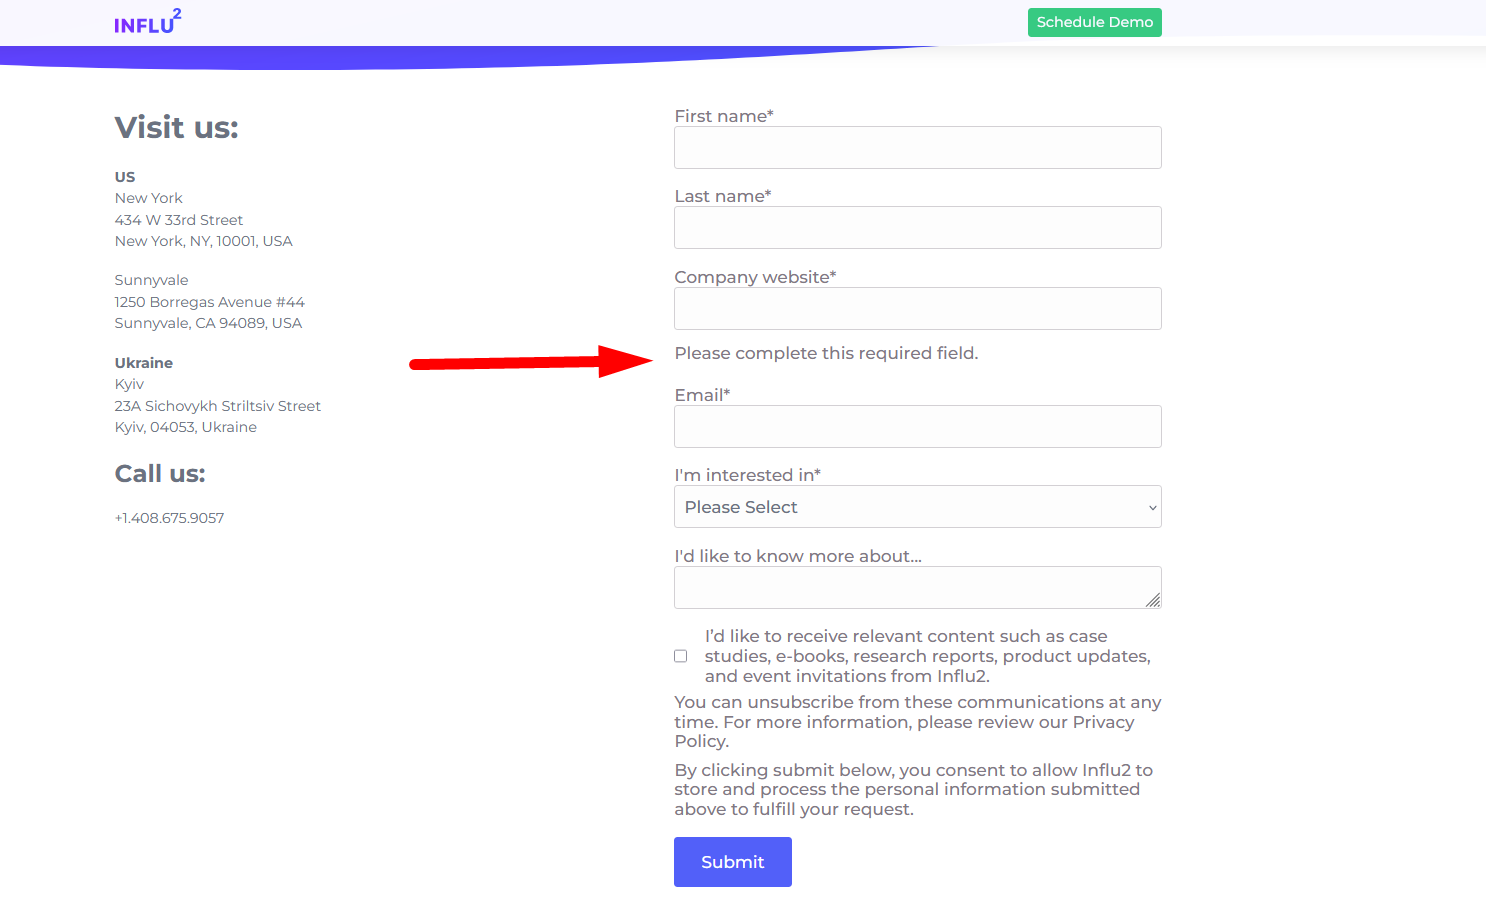 INFLU2
Schedule Demo
Visit us:
US
New York
434 W 33rd Street
New York, NY, 10001, USA
Sunnyvale
1250 Borregas Avenue #44
Sunnyvale, CA 94089, USA
Ukraine
Kyiv
23A Sichovykh Striltsiv Street
Kyiv, 04053, Ukraine
Call us:
+1.408.675.9057
First name*
Last name*
Company website*
Please complete this required field.
Email*
I'm interested in*
Please Select
I'd like to know more about...
I’d like to receive relevant content such as case
studies, e-books, research reports, product updates,
and event invitations from Influ2.
You can unsubscribe from these communications at any
time. For more information, please review our Privacy
Policy.
By clicking submit below, you consent to allow Influ2 to
store and process the personal information submitted
above to fulfill your request.
Submit